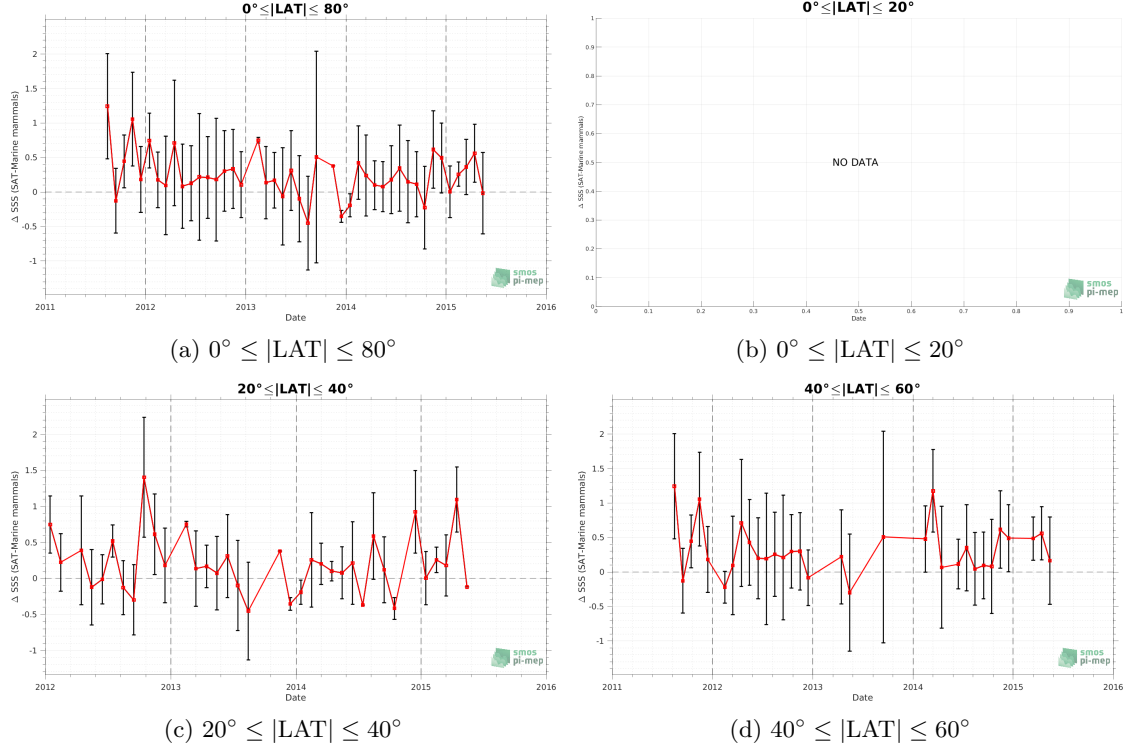 0°≤|LAT|≤ 80°
Δ SSS (SAT-Marine mammals)
2
1.5
1
0.5
0
-0.5
-1
2011 2012 2013 2014 2015 2016
Date
smos
pi-mep
(a) 0° ≤ |LAT| ≤ 80°
0°≤|LAT|≤ 20°
Δ SSS (SAT-Marine mammals)
1
0.9
0.8
0.7
0.6
0.5
0.4
0.3
0.2
0.1
0
NO DATA
0 0.1 0.2 0.3 0.4 0.5 0.6 0.7 0.8 0.9 1
Date
smos
pi-mep
(b) 0° ≤ |LAT| ≤ 20°
20°≤|LAT|≤ 40°
Δ SSS (SAT-Marine mammals)
2
1.5
1
0.5
0
-0.5
-1
2012 2013 2014 2015 2016
Date
smos
pi-mep
(c) 20° ≤ |LAT| ≤ 40°
40°≤|LAT|≤ 60°
Δ SSS (SAT-Marine mammals)
2
1.5
1
0.5
0
-0.5
-1
2011 2012 2013 2014 2015 2016
Date
smos
pi-mep
(d) 40° ≤ |LAT| ≤ 60°